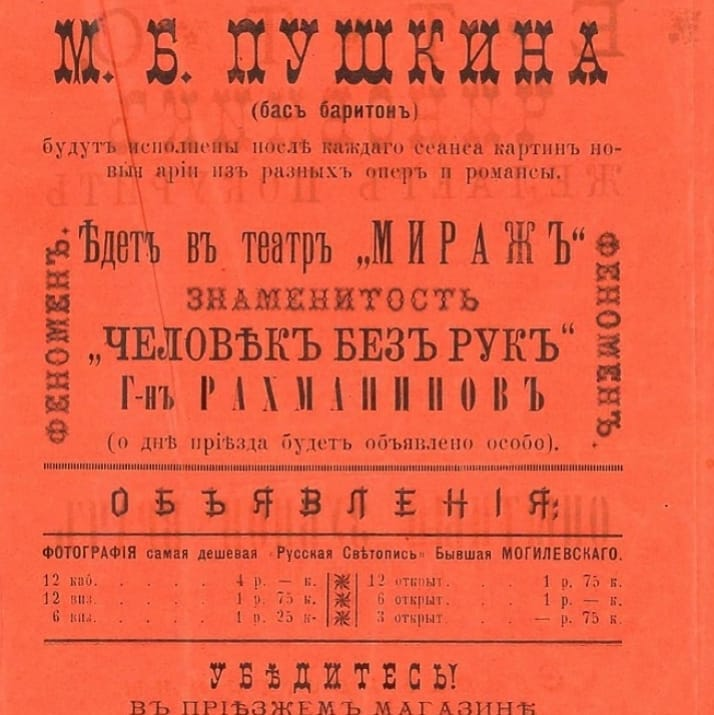 М. Б. ПУШКИНА
(басъ баритонъ)
будутъ исполнены послѣ каждаго сеанса картинъ но-
выя аріи изъ разныхъ оперъ и романсы.
ФЕНОМЕНЪ.
Ѣдетъ въ театръ „МИРАЖЪ“
ЗНАМЕНИТОСТЬ
„ЧЕЛОВѢКЪ БЕЗЪ РУКЪ“
Г-нъ РАХМАНИНОВЪ
(о днѣ пріѣзда будетъ объявлено особо).
ФЕНОМЕНЪ.
ОБЪЯВЛЕНІЯ:
ФОТОГРАФІЯ самая дешевая «Русская Свѣтопись» Бывшая МОГИЛЕВСКАГО.
12 каб. . . . . 4 р. — к. 12 открыт. . . . 1 р. 75 к.
12 виз. . . . . 1 р. 75 к. 6 открыт. . . . 1 р. — к.
6 виз. . . . . 1 р. 25 к- 3 открыт. . . . — р. 75 к.
УБѢДИТЕСЬ!
ВЪ ПРІѢЗЖЕМЪ МАГАЗИНѢ